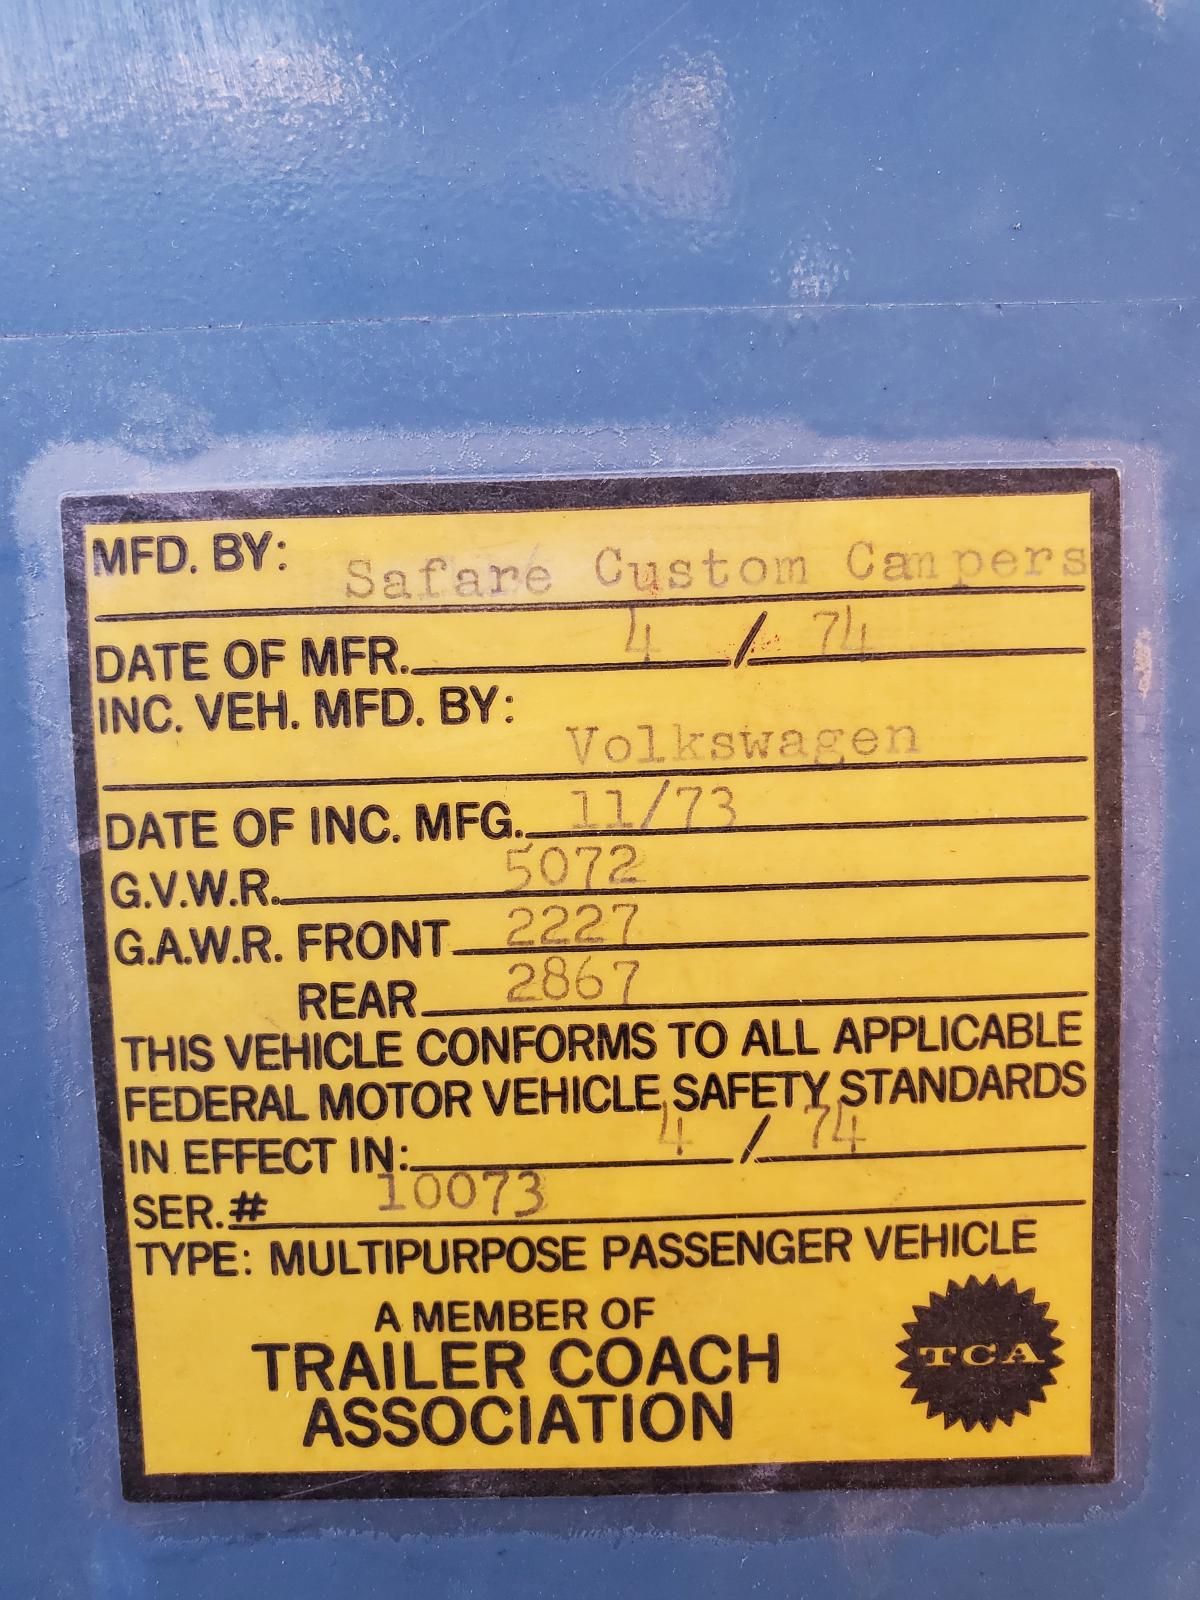 MFD. BY: Safare Custom Campers
DATE OF MFR. 4 / 74
INC. VEH. MFD. BY:
Volkswagen
DATE OF INC. MFG. 11/73
G.V.W.R. 5072
G.A.W.R. FRONT 2227
REAR 2867
THIS VEHICLE CONFORMS TO ALL APPLICABLE
FEDERAL MOTOR VEHICLE SAFETY STANDARDS
IN EFFECT IN: 4 / 74
SER. # 10073
TYPE: MULTIPURPOSE PASSENGER VEHICLE
A MEMBER OF
TRAILER COACH
ASSOCIATION
TCA